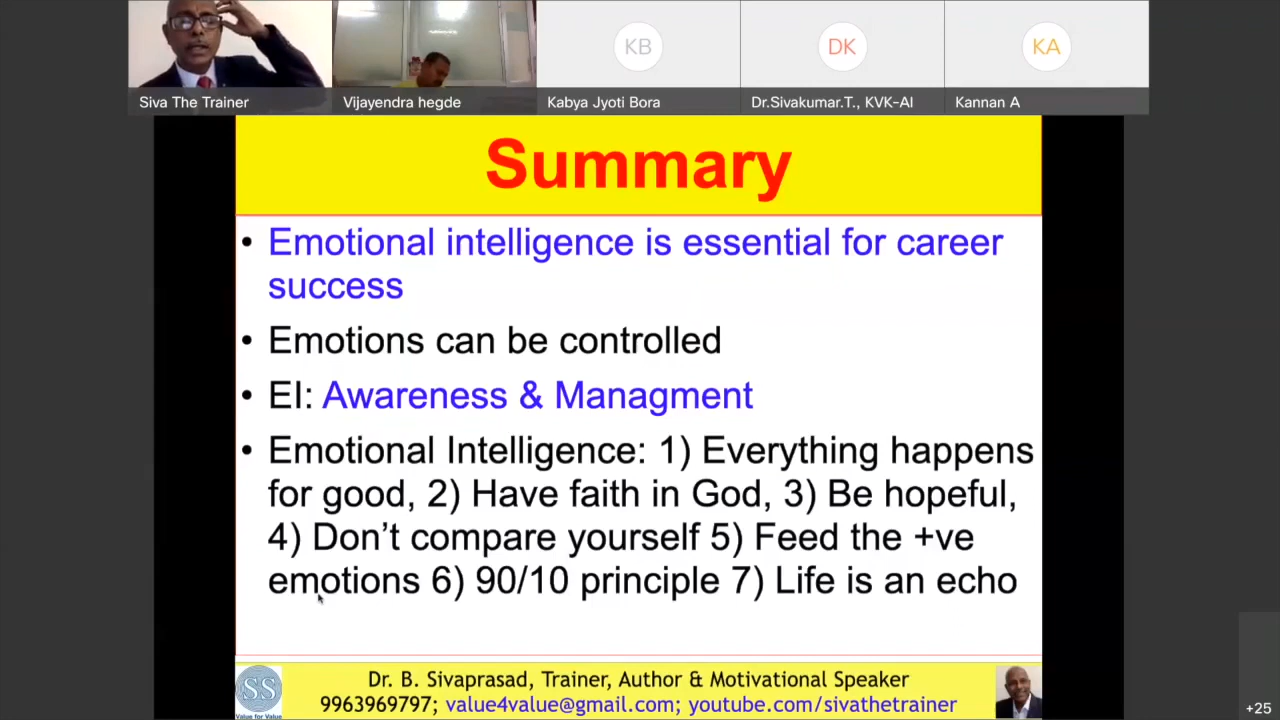 KB
DK
KA
Siva The Trainer
Vijayendra hegde
Kabya Jyoti Bora
Dr.Sivakumar.T., KVK-AI
Kannan A
Summary
• Emotional intelligence is essential for career
success
• Emotions can be controlled
• EI: Awareness & Managment
• Emotional Intelligence: 1) Everything happens
for good, 2) Have faith in God, 3) Be hopeful,
4) Don’t compare yourself 5) Feed the +ve
emotions 6) 90/10 principle 7) Life is an echo
SS
Value for Value
Dr. B. Sivaprasad, Trainer, Author & Motivational Speaker
9963969797; value4value@gmail.com; youtube.com/sivathetrainer
+25